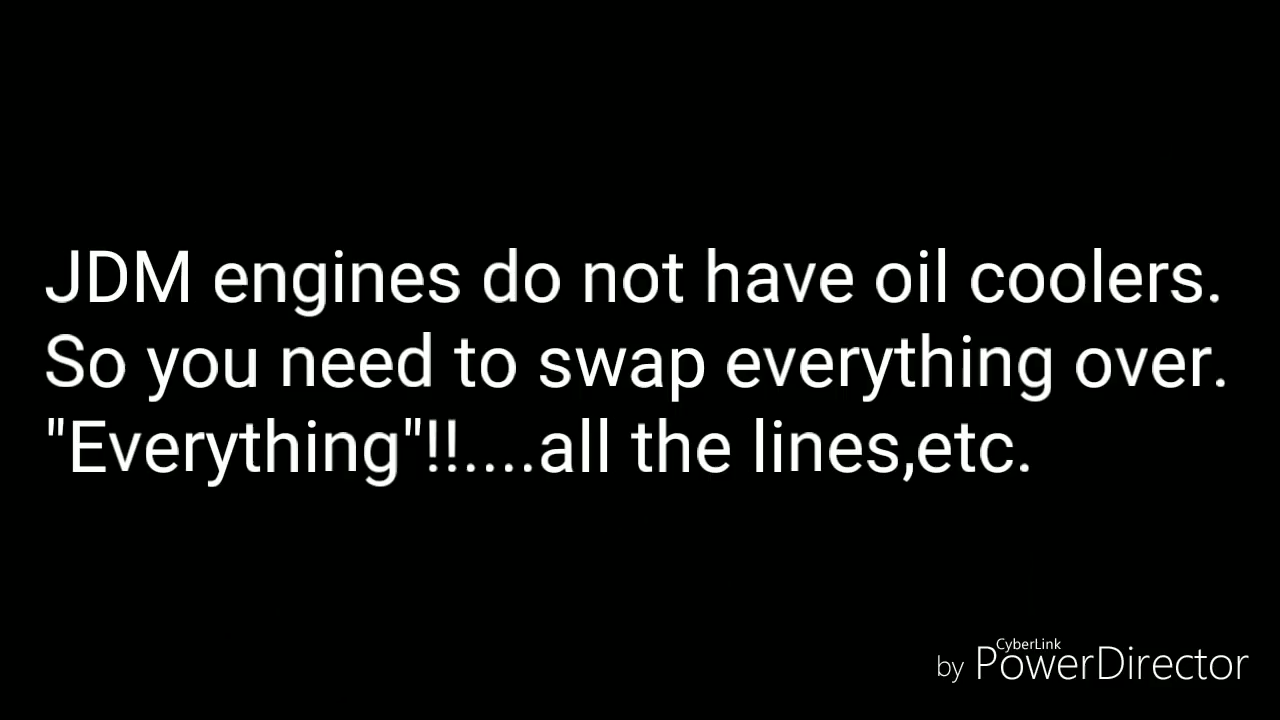 JDM engines do not have oil coolers.
So you need to swap everything over.
"Everything"!!....all the lines,etc.
CyberLink
by PowerDirector